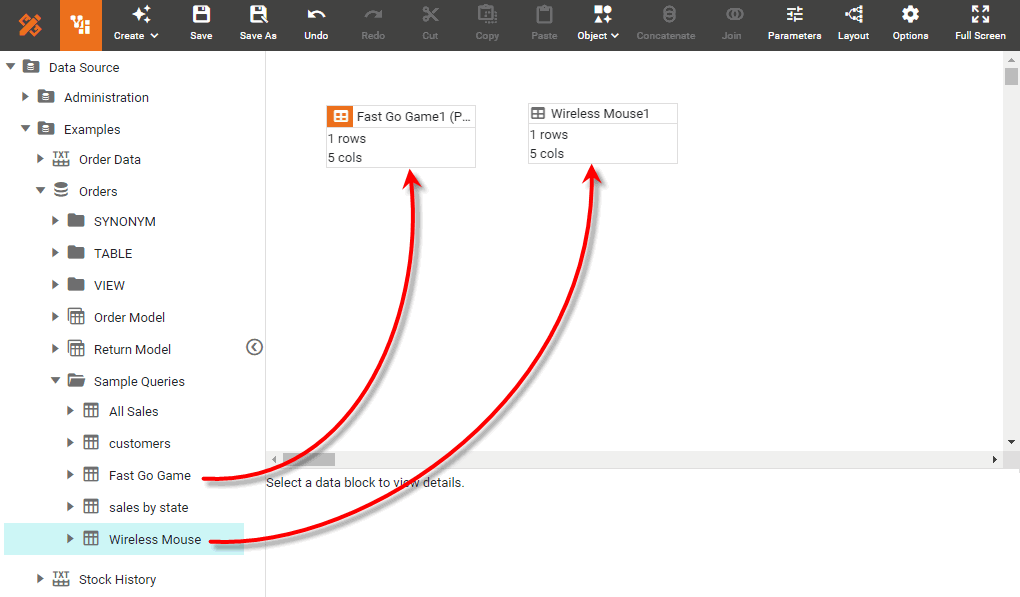 Create
Save
Save As
Undo
Redo
Cut
Copy
Paste
Object
Concatenate
Join
Parameters
Layout
Options
Full Screen
Data Source
Administration
Examples
TXT Order Data
Orders
SYNONYM
TABLE
VIEW
Order Model
Return Model
Sample Queries
All Sales
customers
Fast Go Game
sales by state
Wireless Mouse
TXT Stock History
Fast Go Game1 (P...
1 rows
5 cols
Wireless Mouse1
1 rows
5 cols
Select a data block to view details.